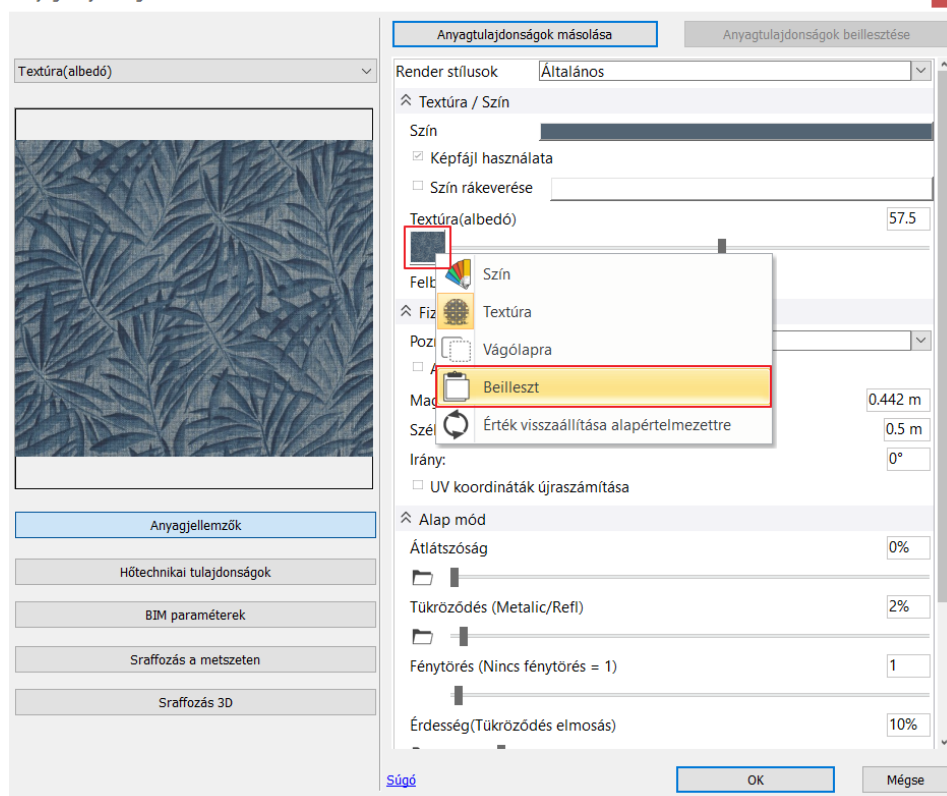 Anyagtulajdonságok másolása
Anyagtulajdonságok beillesztése
Textúra(albedó)
Render stílusok Általános
Textúra / Szín
Szín
Képfájl használata
Szín rákeverése
Textúra(albedó) 57.5
Szín
Textúra
Vágólapra
Beilleszt
Érték visszaállítása alapértelmezettre
0.442 m
0.5 m
Irány: 0°
UV koordináták újraszámítása
Alap mód
Átlátszóság 0%
Tükröződés (Metalic/Refl) 2%
Fénytörés (Nincs fénytörés = 1) 1
Érdesség(Tükröződés elmosás) 10%
Anyagjellemzők
Hőtechnikai tulajdonságok
BIM paraméterek
Sraffozás a metszeten
Sraffozás 3D
Súgó
OK
Mégse